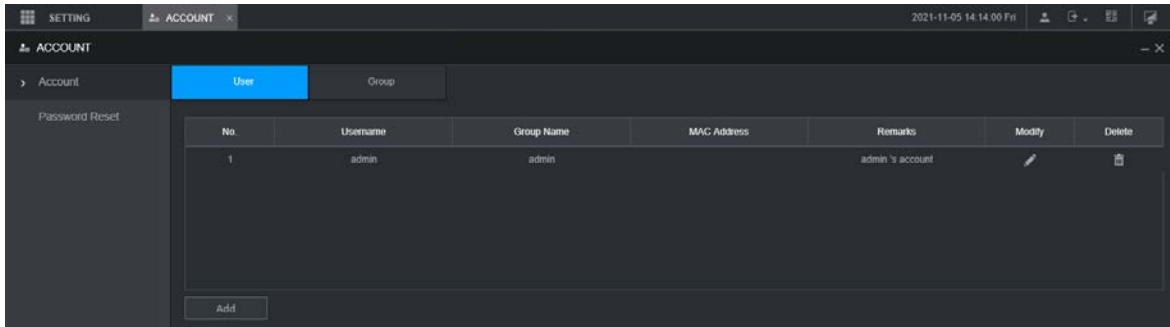 SETTING ACCOUNT × 2021-11-05 14:14:00 Fri
ACCOUNT
Account User Group
Password Reset
No. Username Group Name MAC Address Remarks Modify Delete
1 admin admin admin 's account
Add